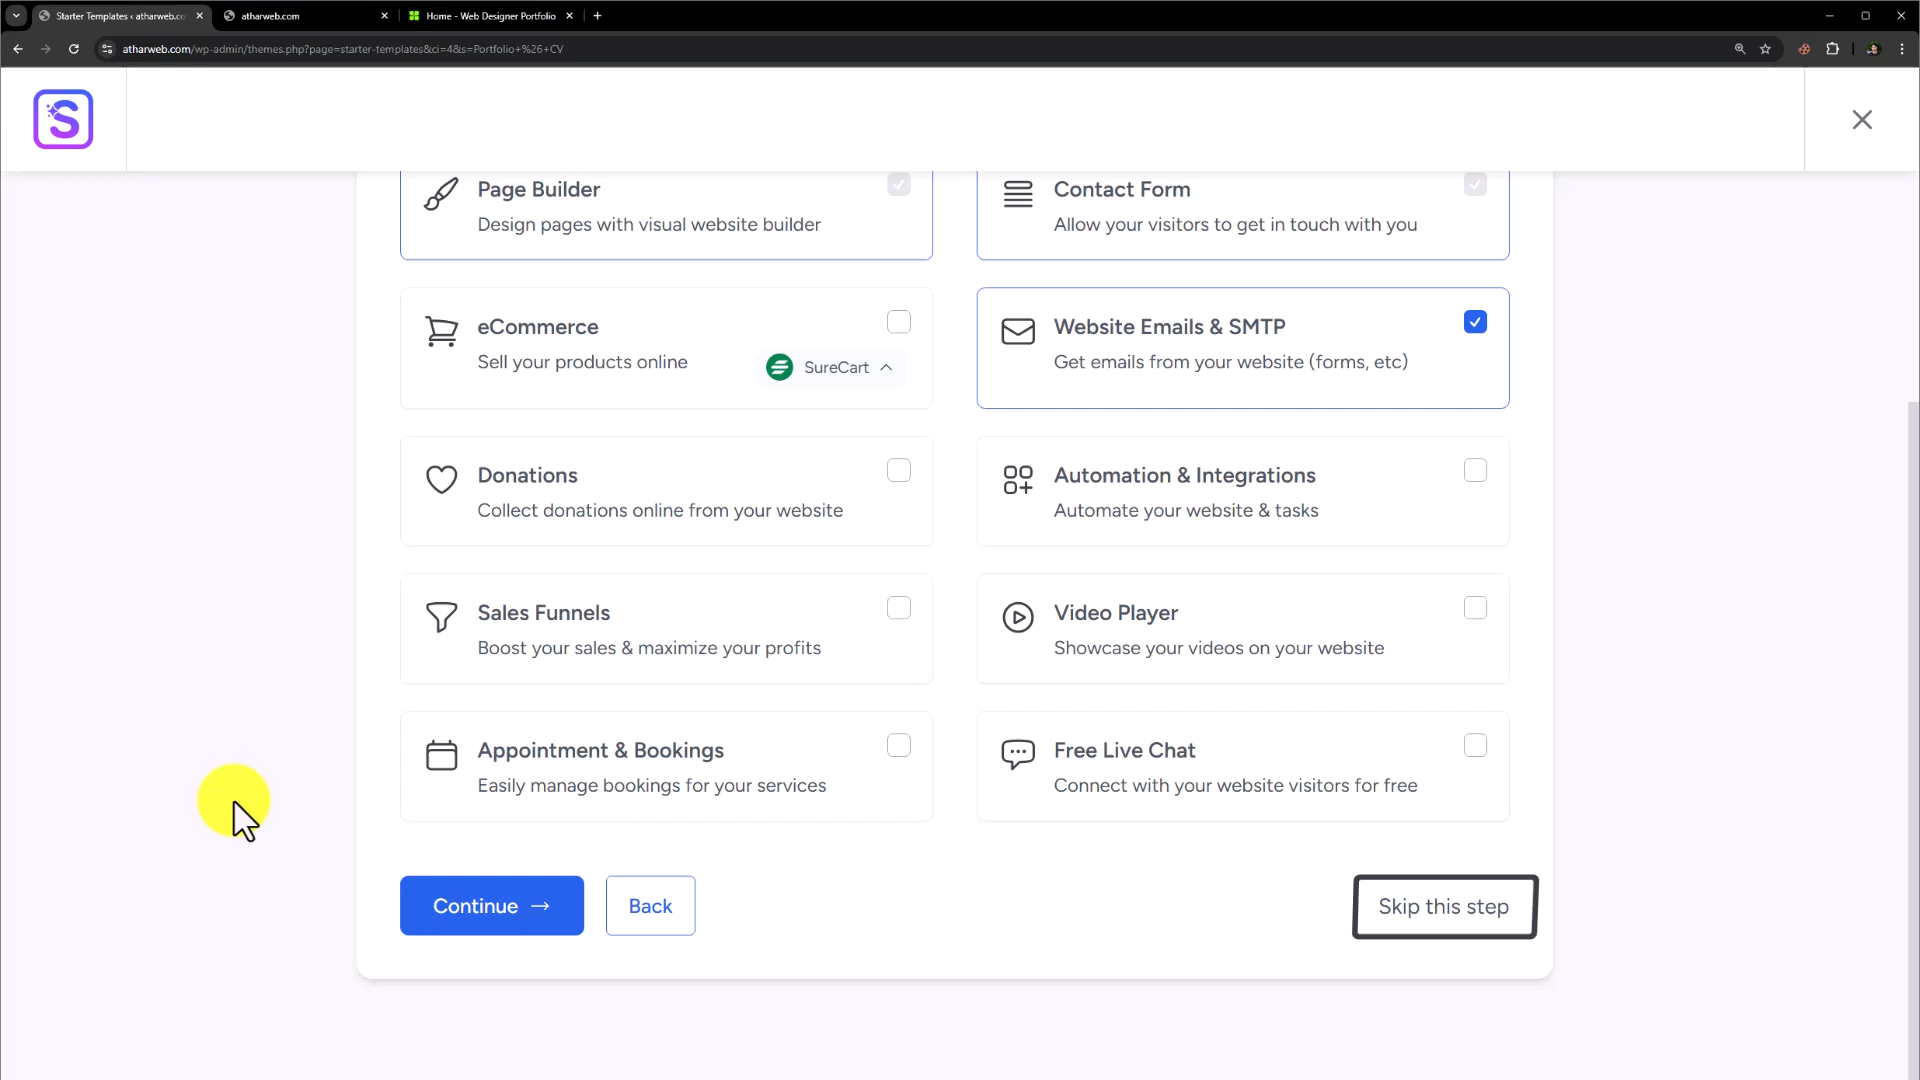 Starter Templates ‹ atharweb.co
atharweb.com
Home - Web Designer Portfolio
atharweb.com/wp-admin/themes.php?page=starter-templates&ci=4&s=Portfolio+%26+CV
S
Page Builder
Design pages with visual website builder
Contact Form
Allow your visitors to get in touch with you
eCommerce
Sell your products online
SureCart
Website Emails & SMTP
Get emails from your website (forms, etc)
Donations
Collect donations online from your website
Automation & Integrations
Automate your website & tasks
Sales Funnels
Boost your sales & maximize your profits
Video Player
Showcase your videos on your website
Appointment & Bookings
Easily manage bookings for your services
Free Live Chat
Connect with your website visitors for free
Continue →
Back
Skip this step